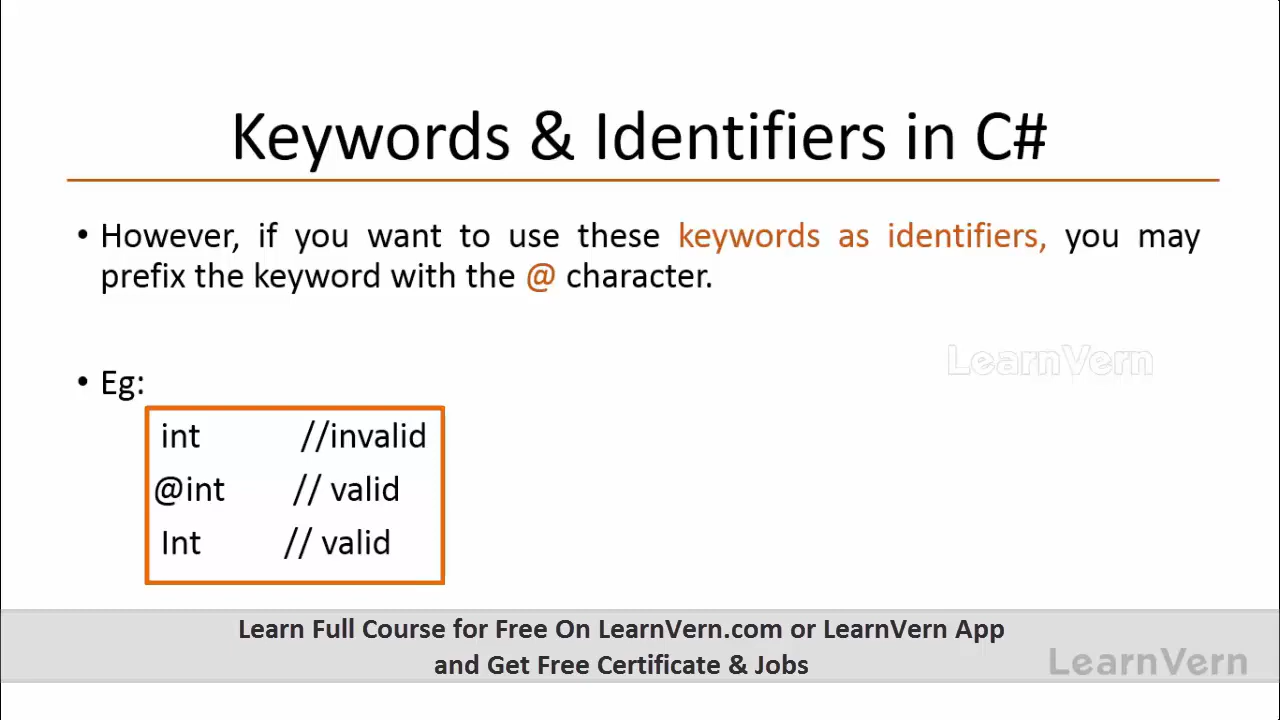 Keywords & Identifiers in C#
• However, if you want to use these keywords as identifiers, you may
prefix the keyword with the @ character.
LearnVern
• Eg:
int //invalid
@int // valid
Int // valid
Learn Full Course for Free On LearnVern.com or LearnVern App
and Get Free Certificate & Jobs
LearnVern